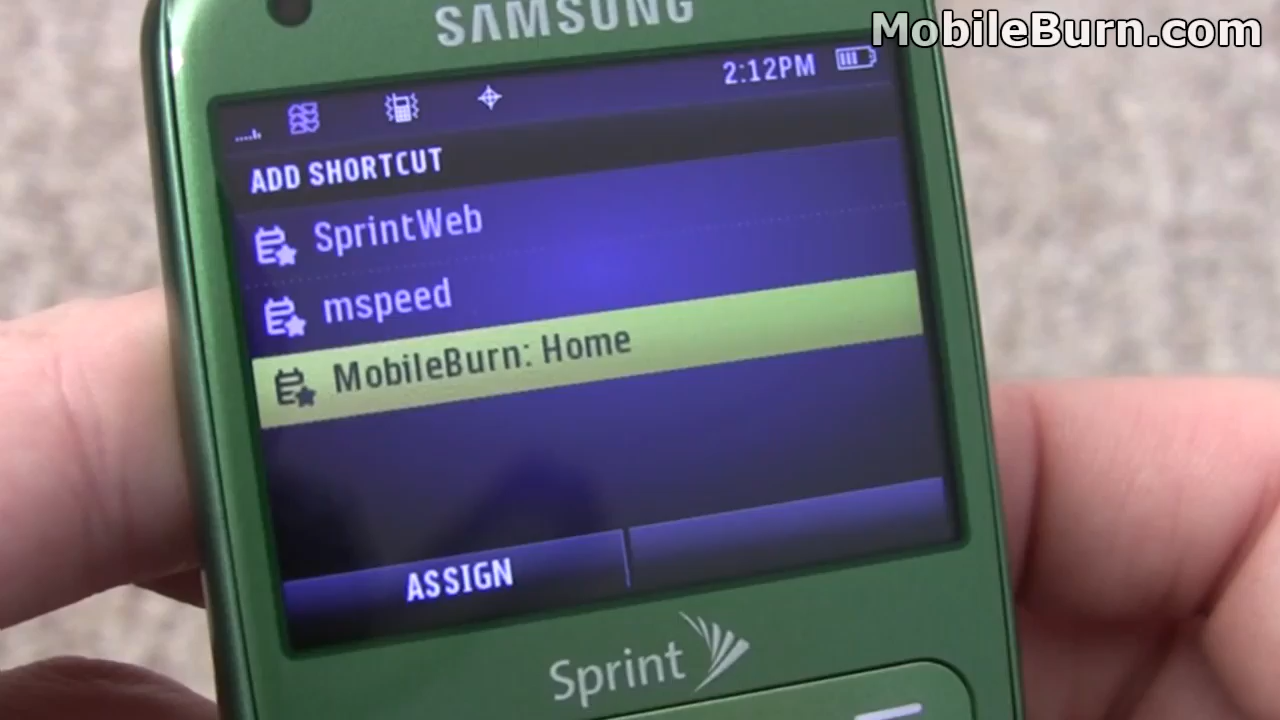 SAMSUNG
MobileBurn.com
2:12PM
ADD SHORTCUT
SprintWeb
mspeed
MobileBurn: Home
ASSIGN
Sprint